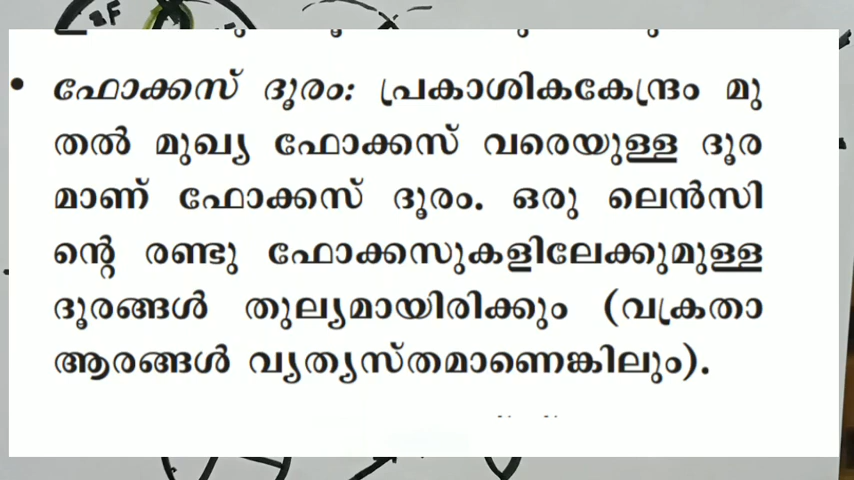 2F
• ഫോക്കസ് ദൂരം: പ്രകാശികകേന്ദ്രം മു
തൽ മുഖ്യ ഫോക്കസ് വരെയുള്ള ദൂര
മാണ് ഫോക്കസ് ദൂരം. ഒരു ലെൻസി
ന്റെ രണ്ടു ഫോക്കസുകളിലേക്കുമുള്ള
ദൂരങ്ങൾ തുല്യമായിരിക്കും (വക്രതാ
ആരങ്ങൾ വ്യത്യസ്തമാണെങ്കിലും).